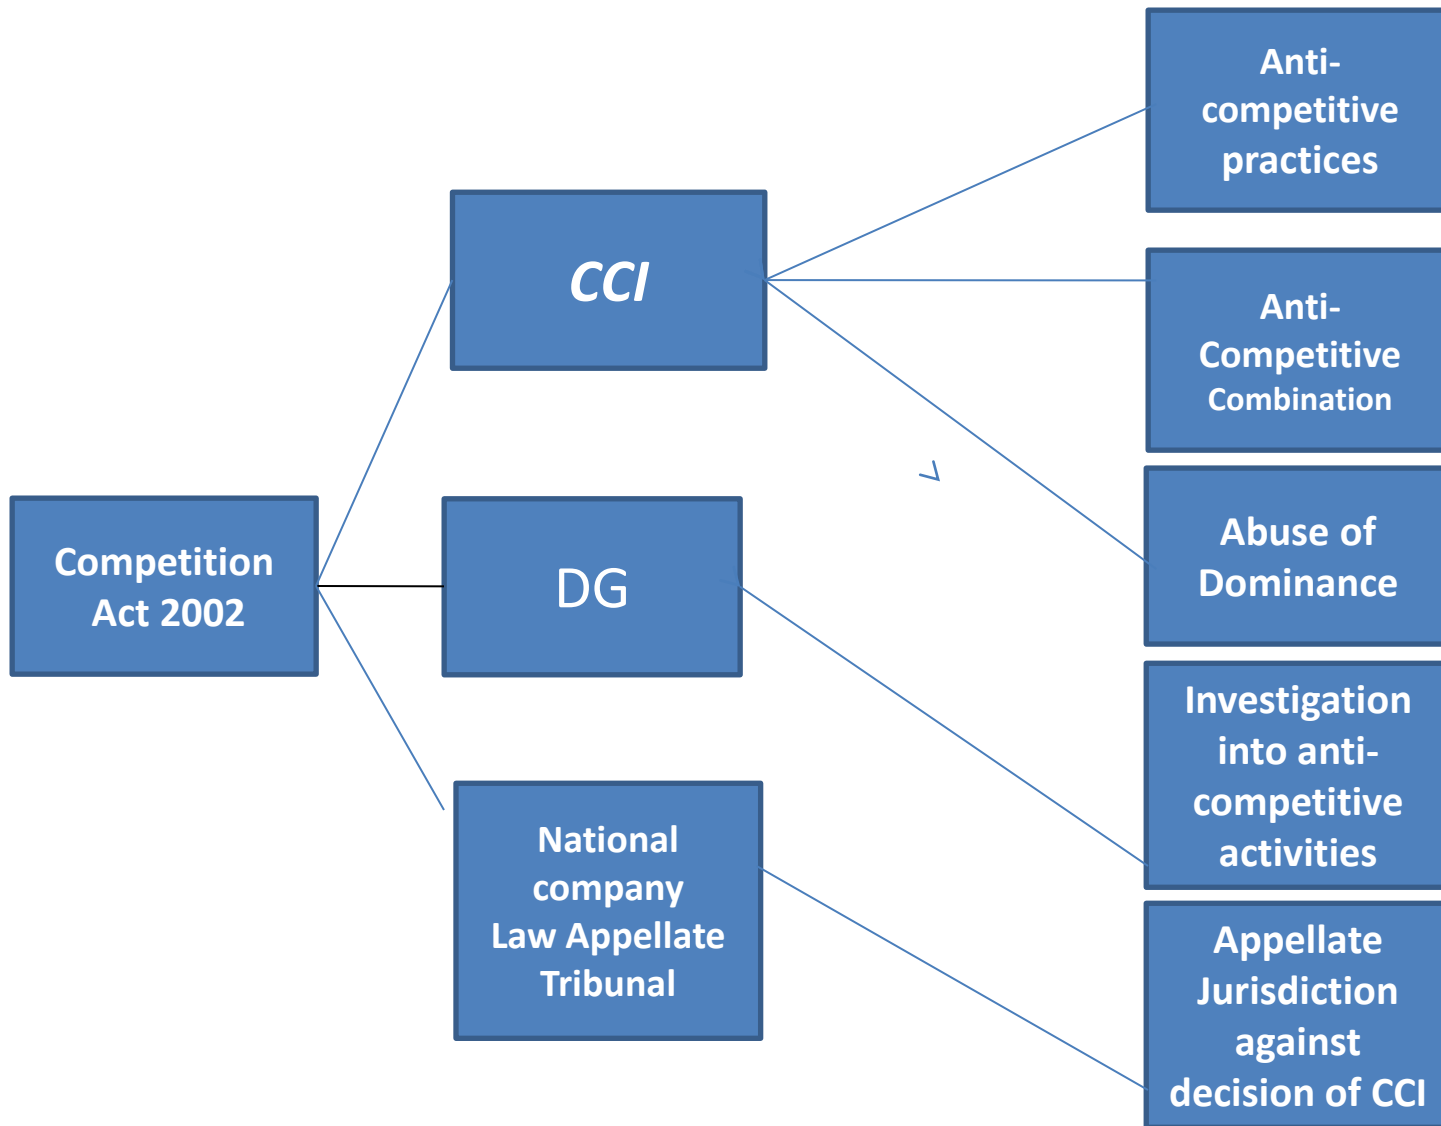 Competition
Act 2002
CCI
DG
National
company
Law Appellate
Tribunal
Anti-
competitive
practices
Anti-
Competitive
Combination
Abuse of
Dominance
Investigation
into anti-
competitive
activities
Appellate
Jurisdiction
against
decision of CCI